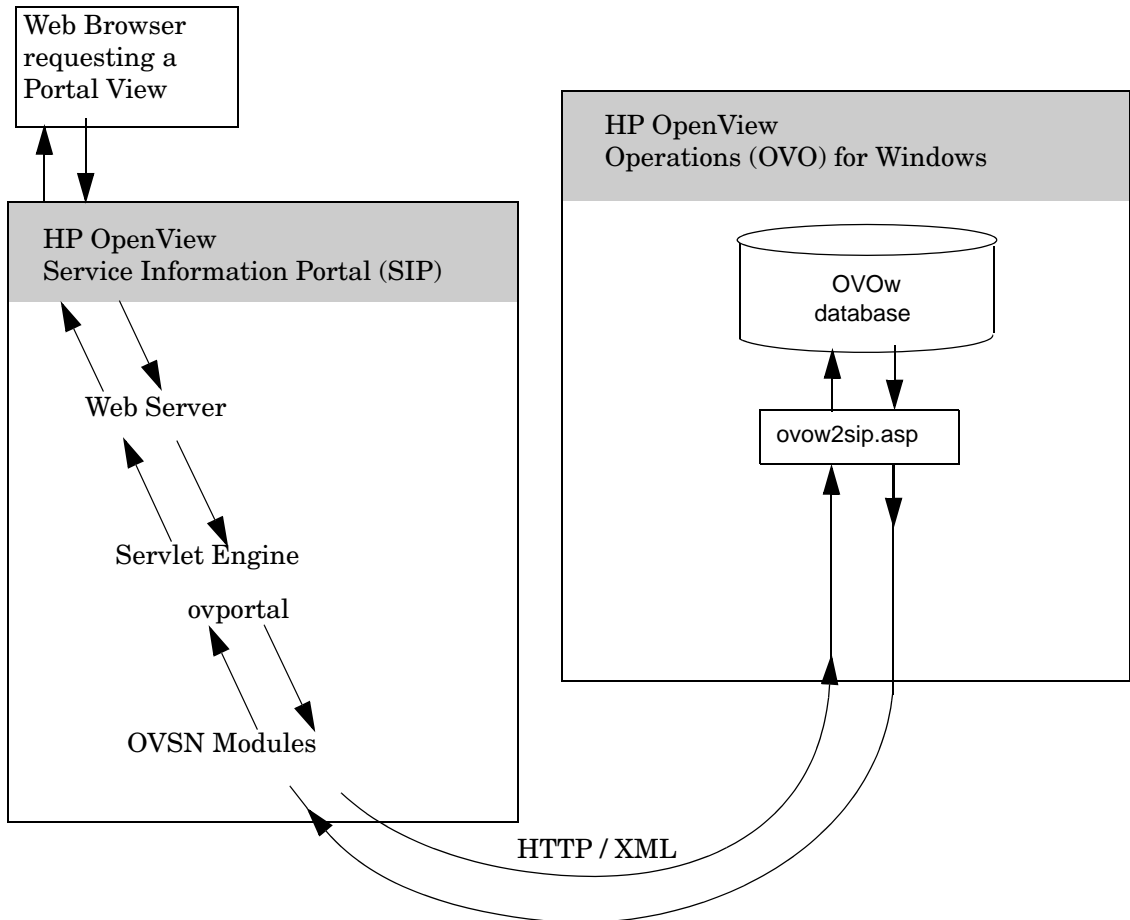 Web Browser
requesting a
Portal View
HP OpenView
Service Information Portal (SIP)
Web Server
Servlet Engine
ovportal
OVSN Modules
HP OpenView
Operations (OVO) for Windows
OVOw
database
ovow2sip.asp
HTTP / XML